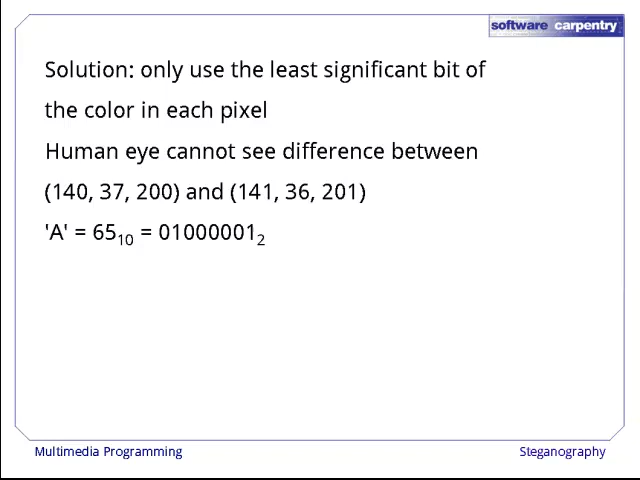 software carpentry
Solution: only use the least significant bit of
the color in each pixel
Human eye cannot see difference between
(140, 37, 200) and (141, 36, 201)
'A' = 65₁₀ = 01000001₂
Multimedia Programming
Steganography